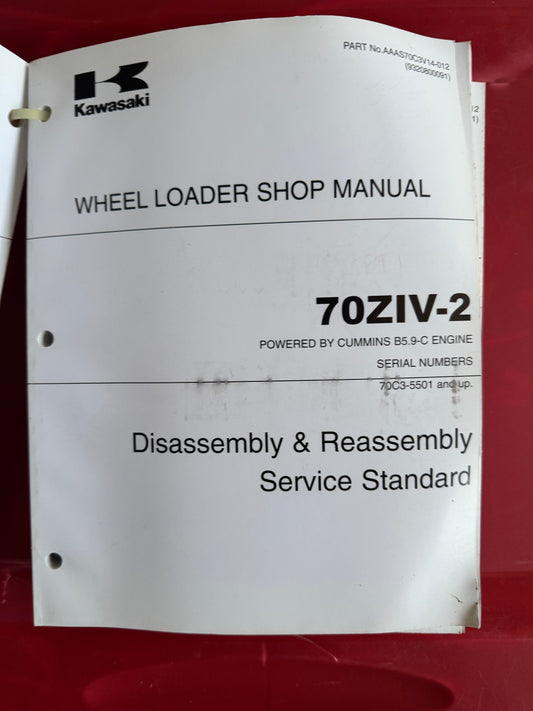 PART No.AAAS70C3V14-012
(9320800091)
Kawasaki
WHEEL LOADER SHOP MANUAL
70ZIV-2
POWERED BY CUMMINS B5.9-C ENGINE
SERIAL NUMBERS
70C3-5501 and up.
Disassembly & Reassembly
Service Standard